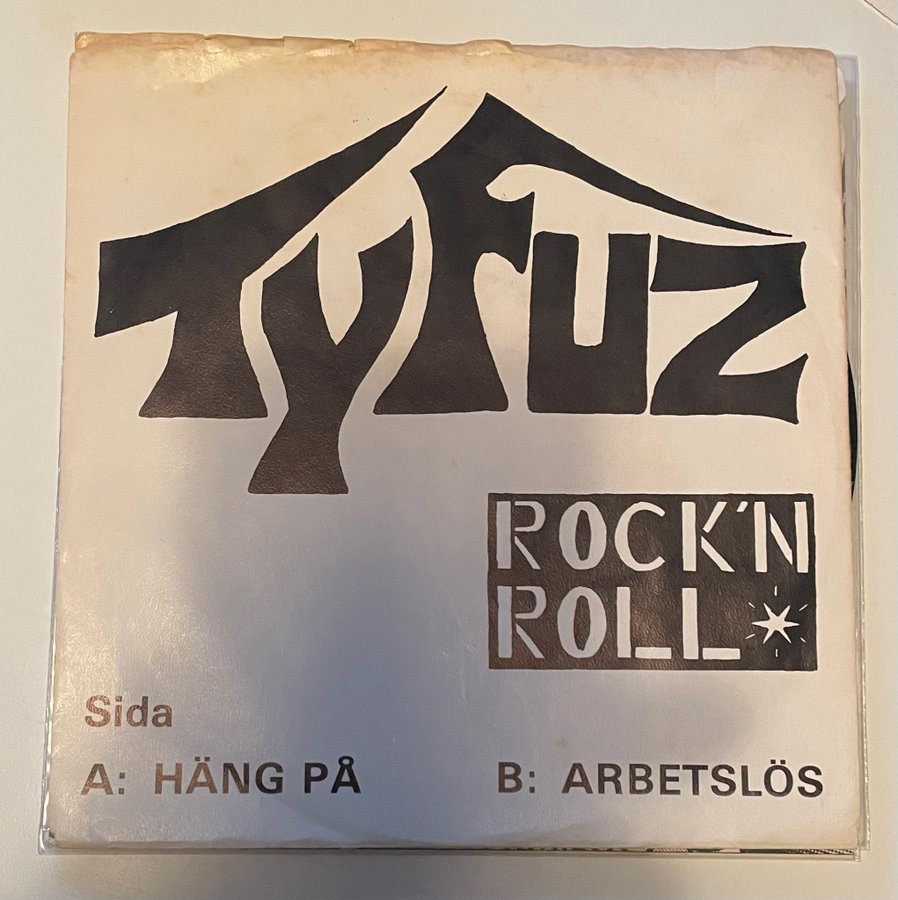 TYFUZ
ROCK'N
ROLL
Sida
A: HÄNG PÅ
B: ARBETSLÖS